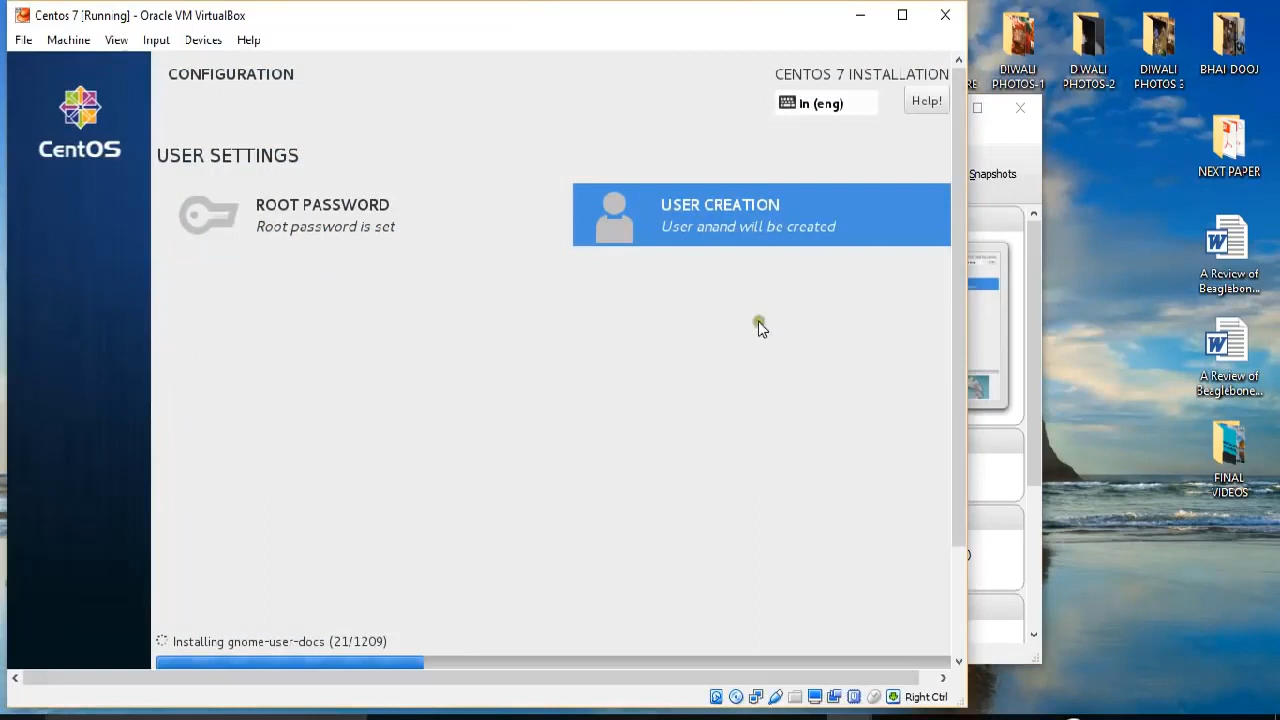 Centos 7 [Running] - Oracle VM VirtualBox
File Machine View Input Devices Help
CONFIGURATION
CENTOS 7 INSTALLATION
In (eng)
Help!
CentOS
USER SETTINGS
ROOT PASSWORD
Root password is set
USER CREATION
User anand will be created
Installing gnome-user-docs (21/1209)
Right Ctrl
Snapshots
RE
DIWALI
PHOTOS-1
DIWALI
PHOTOS-2
DIWALI
PHOTOS 3
BHAI DOOJ
NEXT PAPER
A Review of
Beaglebon...
A Review of
Beaglebone...
FINAL
VIDEOS